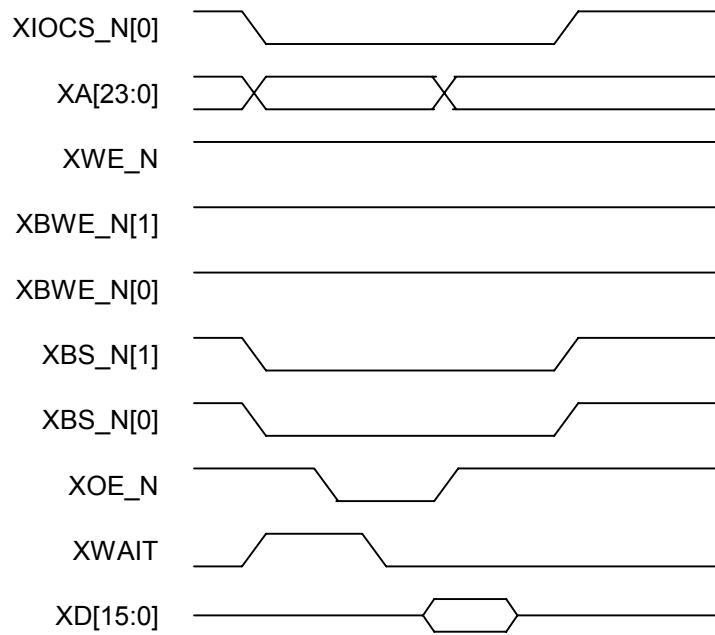 XIOCS_N[0]
XA[23:0]
XWE_N
XBWE_N[1]
XBWE_N[0]
XBS_N[1]
XBS_N[0]
XOE_N
XWAIT
XD[15:0]